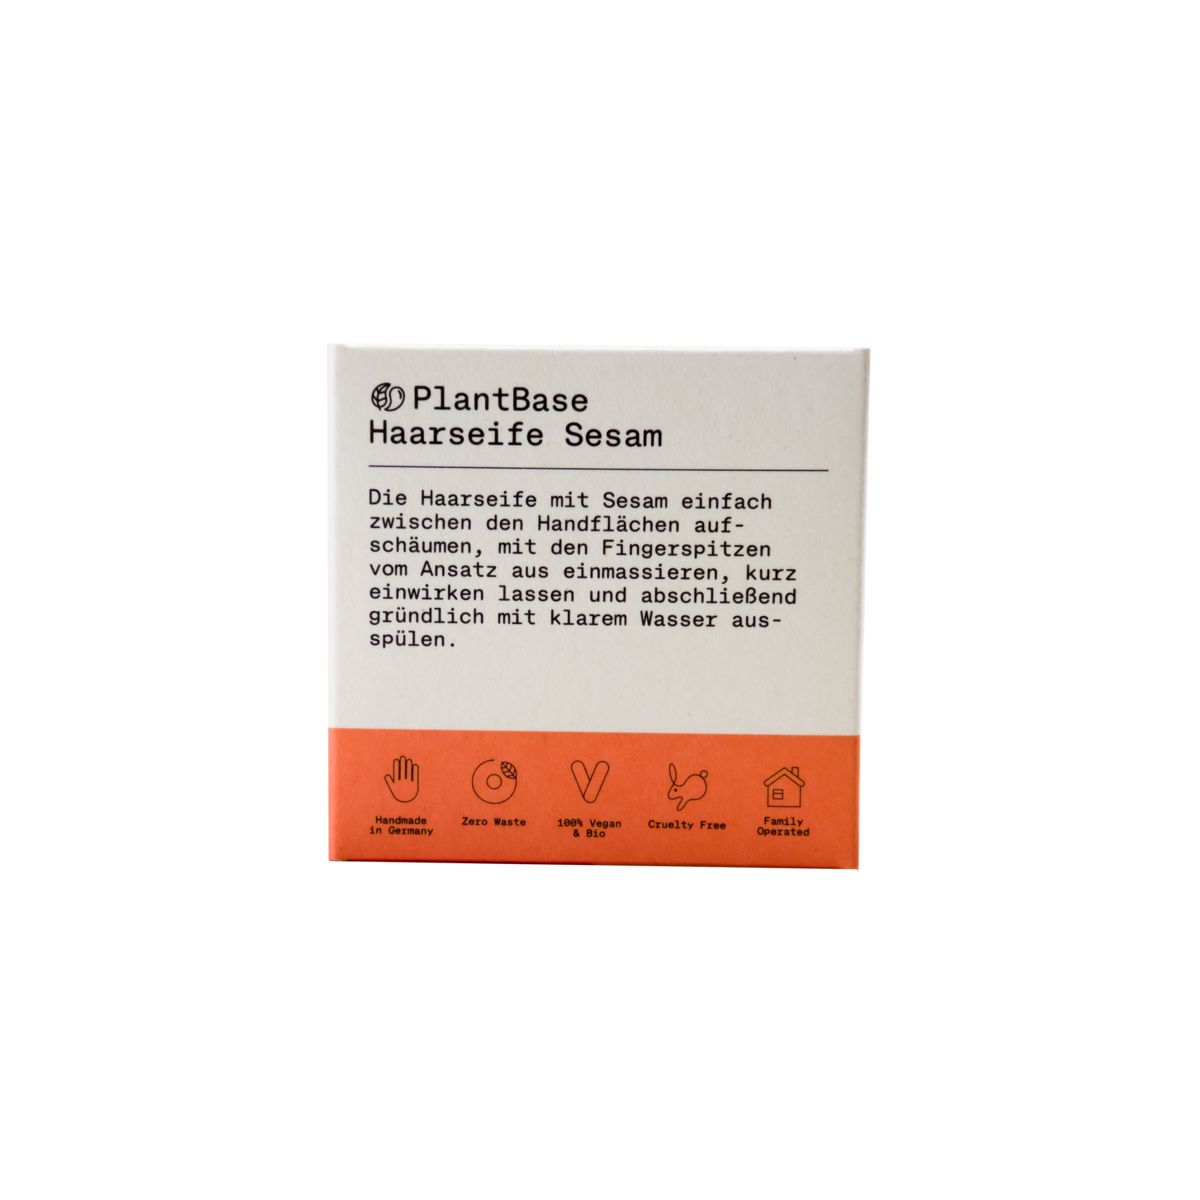 PlantBase
Haarseife Sesam
Die Haarseife mit Sesam einfach
zwischen den Handflächen auf-
schäumen, mit den Fingerspitzen
vom Ansatz aus einmassieren, kurz
einwirken lassen und abschließend
gründlich mit klarem Wasser aus-
spülen.
Handmade
in Germany
Zero Waste
100% Vegan
& Bio
Cruelty Free
Family
Operated